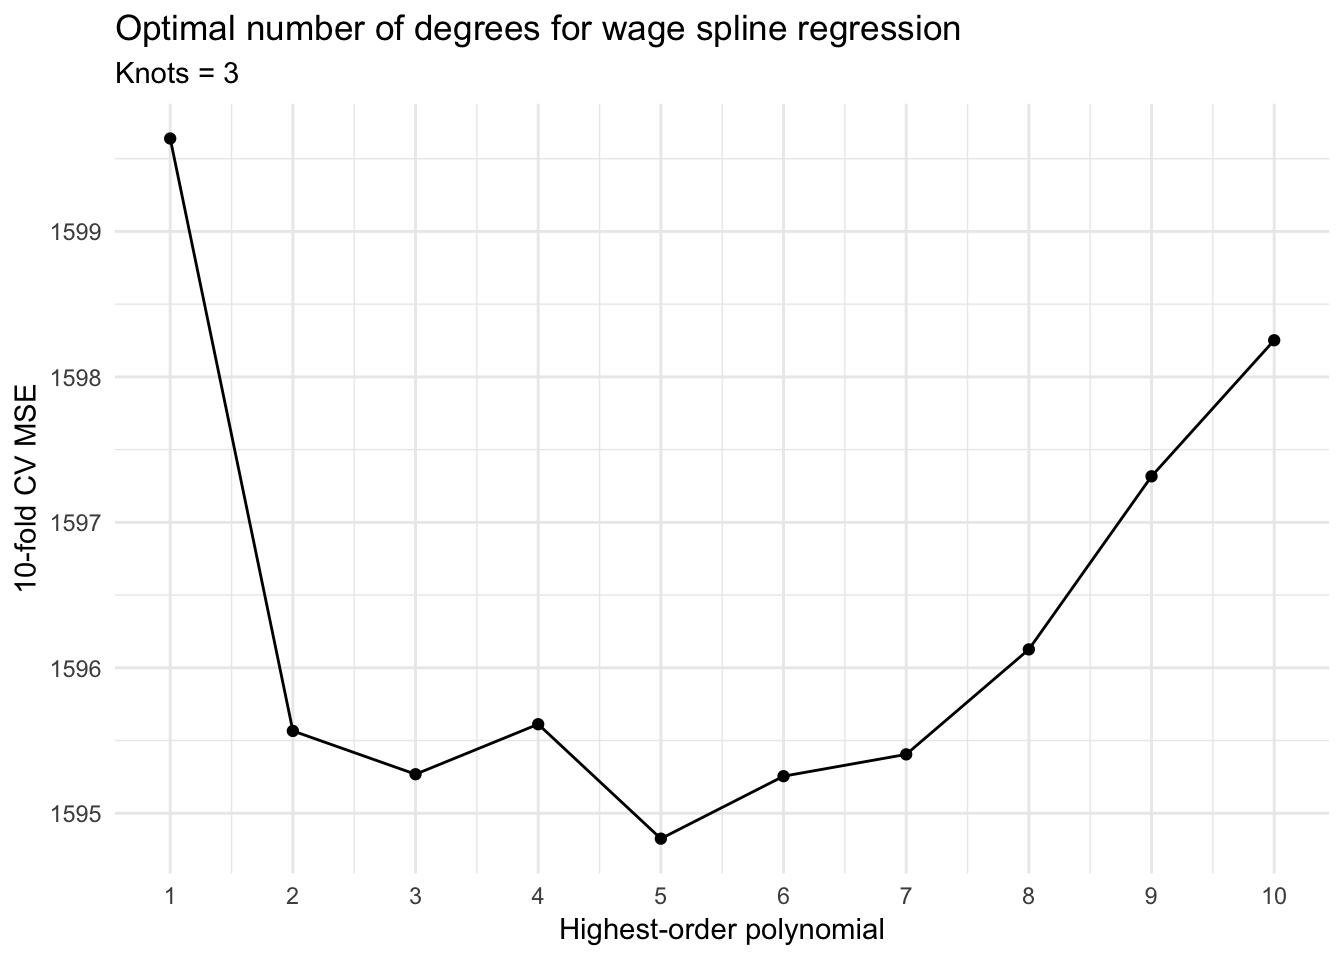 Optimal number of degrees for wage spline regression
Knots = 3
10-fold CV MSE
1599
1598
1597
1596
1595
1 2 3 4 5 6 7 8 9 10
Highest-order polynomial